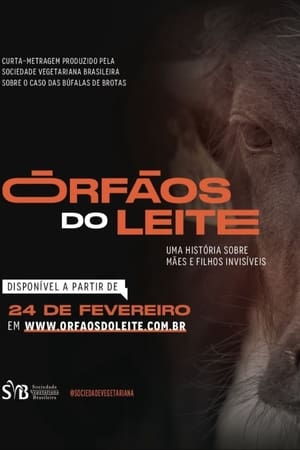 CURTA-METRAGEM PRODUZIDO PELA
SOCIEDADE VEGETARIANA BRASILEIRA
SOBRE O CASO DAS BÚFALAS DE BROTAS
ÓRFÃOS
DO LEITE
UMA HISTÓRIA SOBRE
MÃES E FILHOS INVISÍVEIS
DISPONÍVEL A PARTIR DE
24 DE FEVEREIRO
EM WWW.ORFAOSDOLEITE.COM.BR
SVB Sociedade
Vegetariana
Brasileira
@SOCIEDADEVEGETARIANA